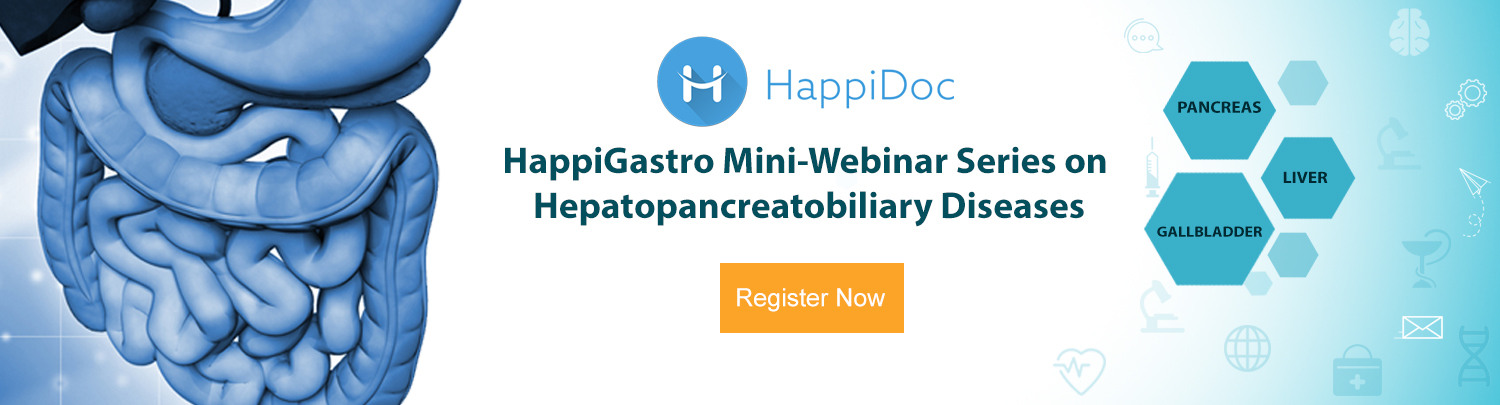 H
HappiDoc
HappiGastro Mini-Webinar Series on
Hepatopancreatobiliary Diseases
Register Now
PANCREAS
LIVER
GALLBLADDER